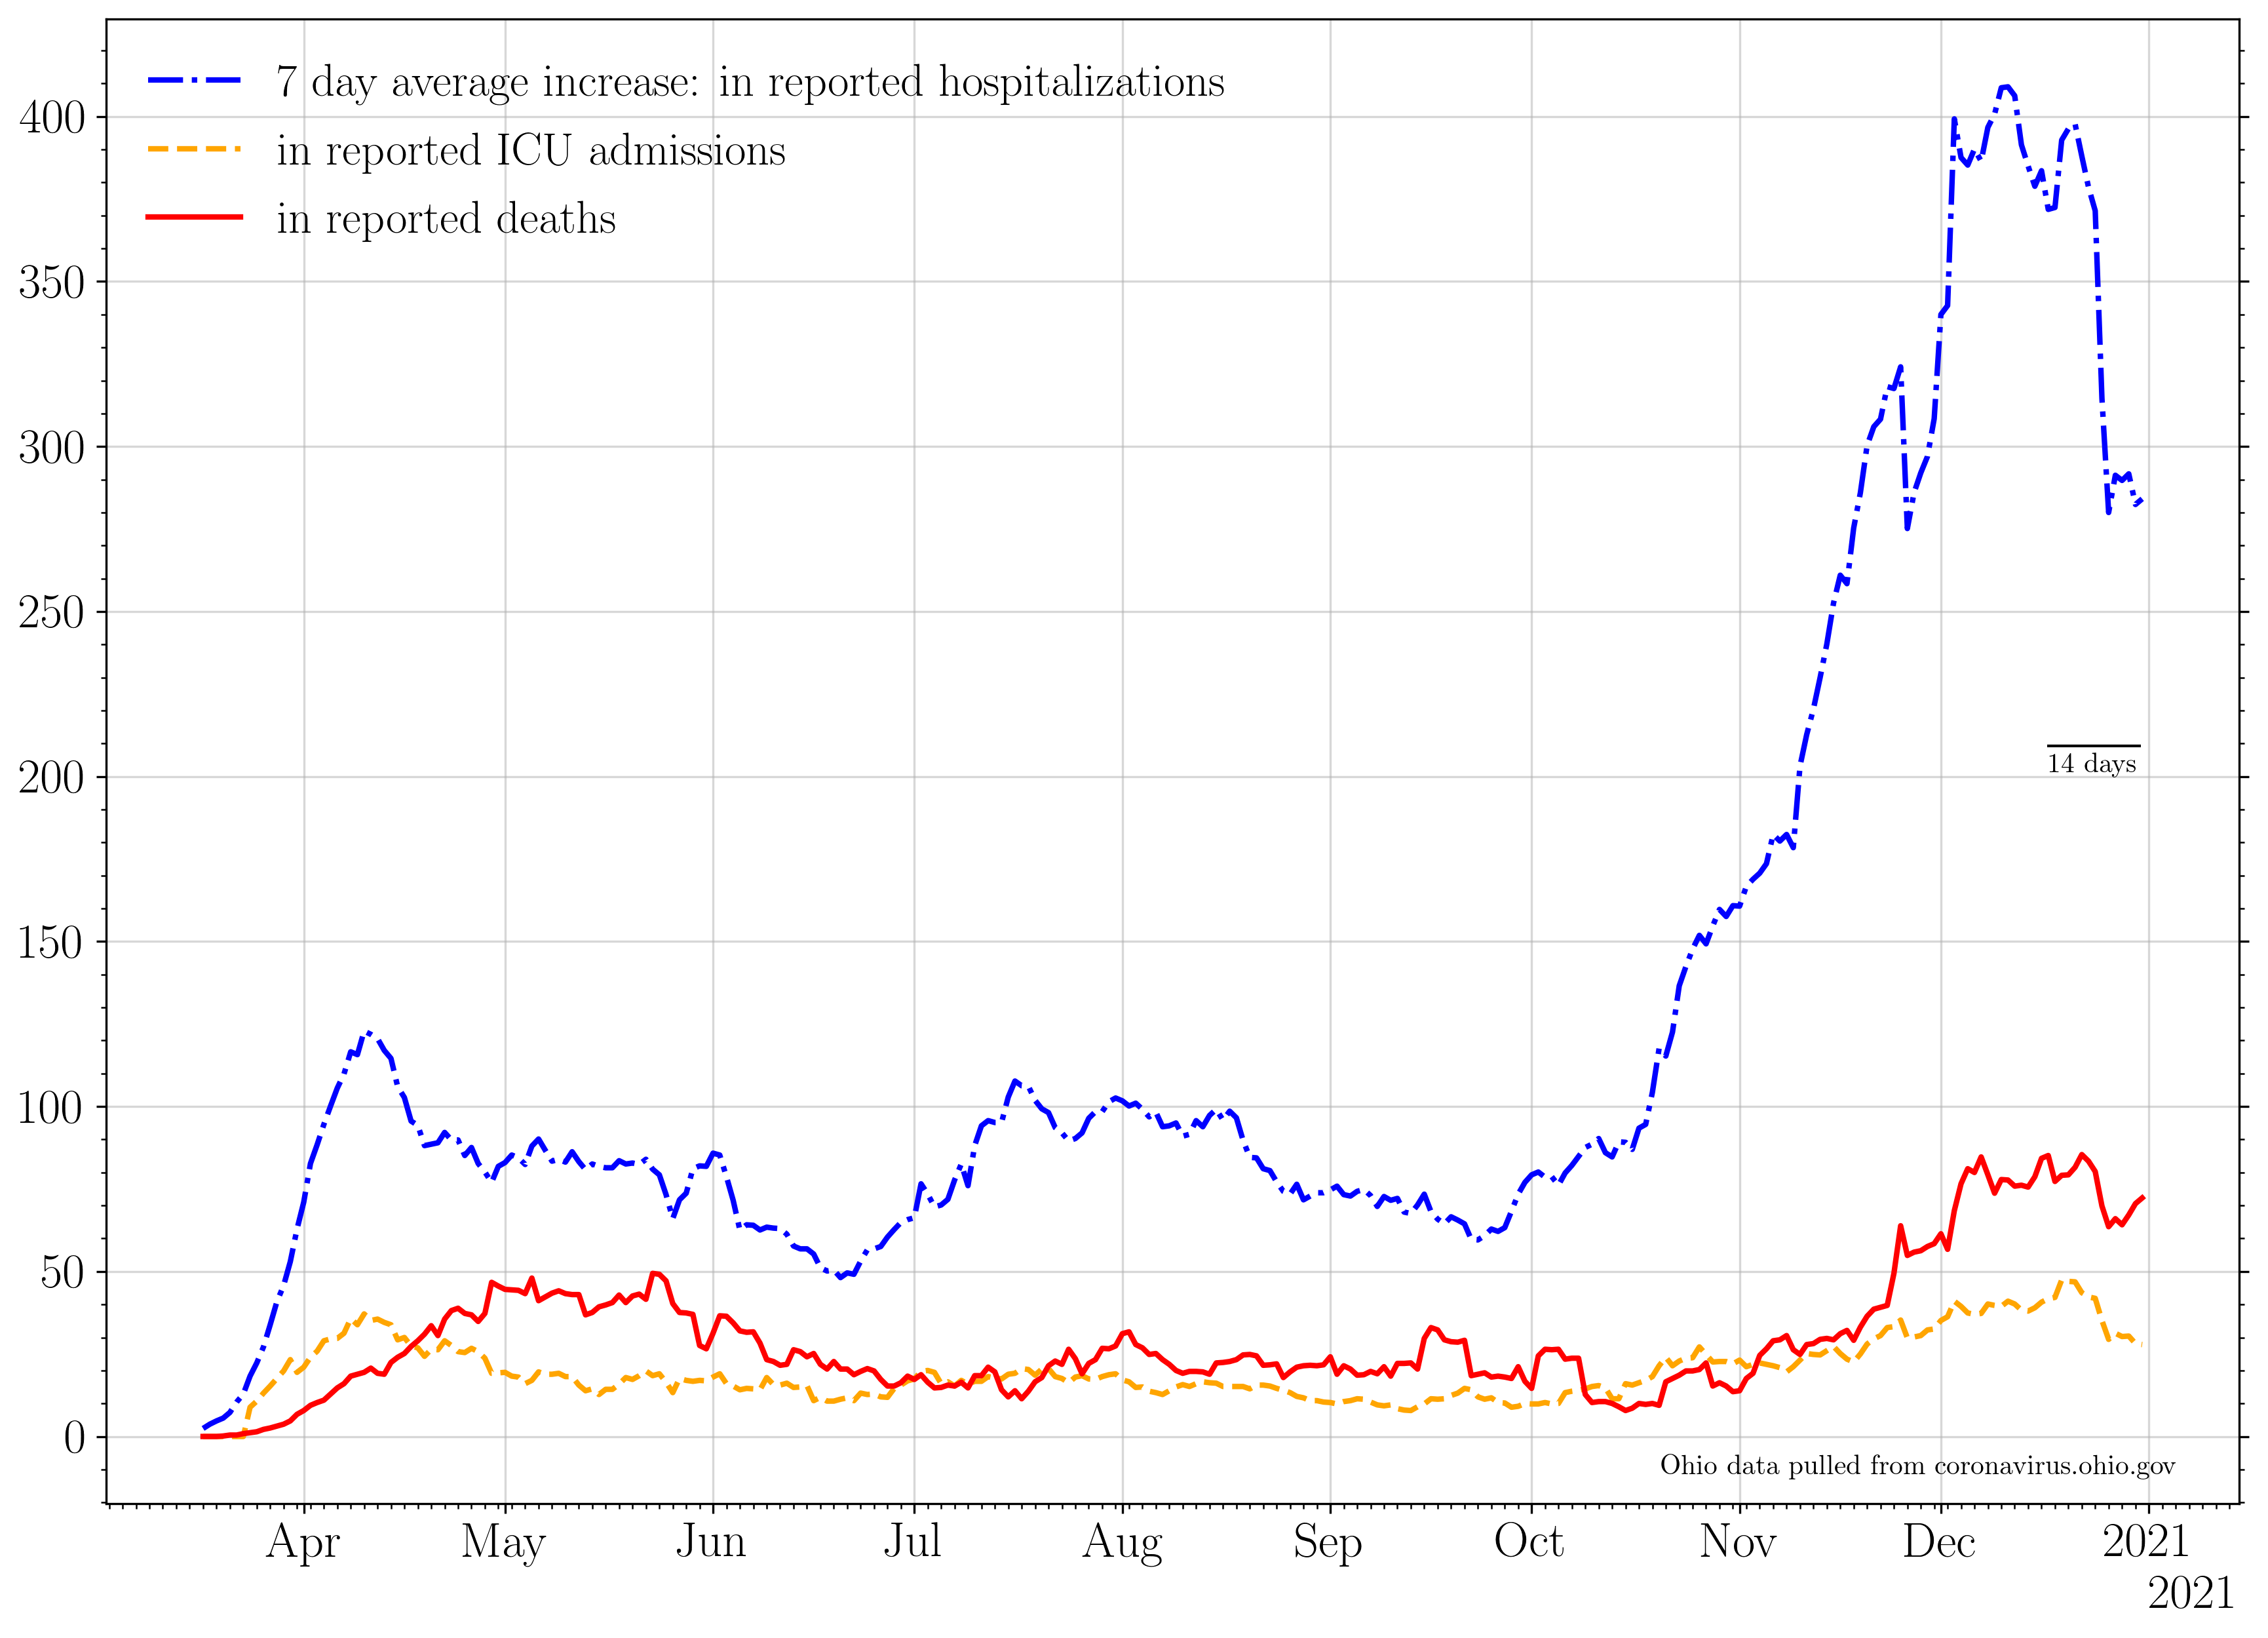 7 day average increase: in reported hospitalizations
in reported ICU admissions
in reported deaths
400
350
300
250
200
150
100
50
0
14 days
Ohio data pulled from coronavirus.ohio.gov
Apr May Jun Jul Aug Sep Oct Nov Dec 2021
2021